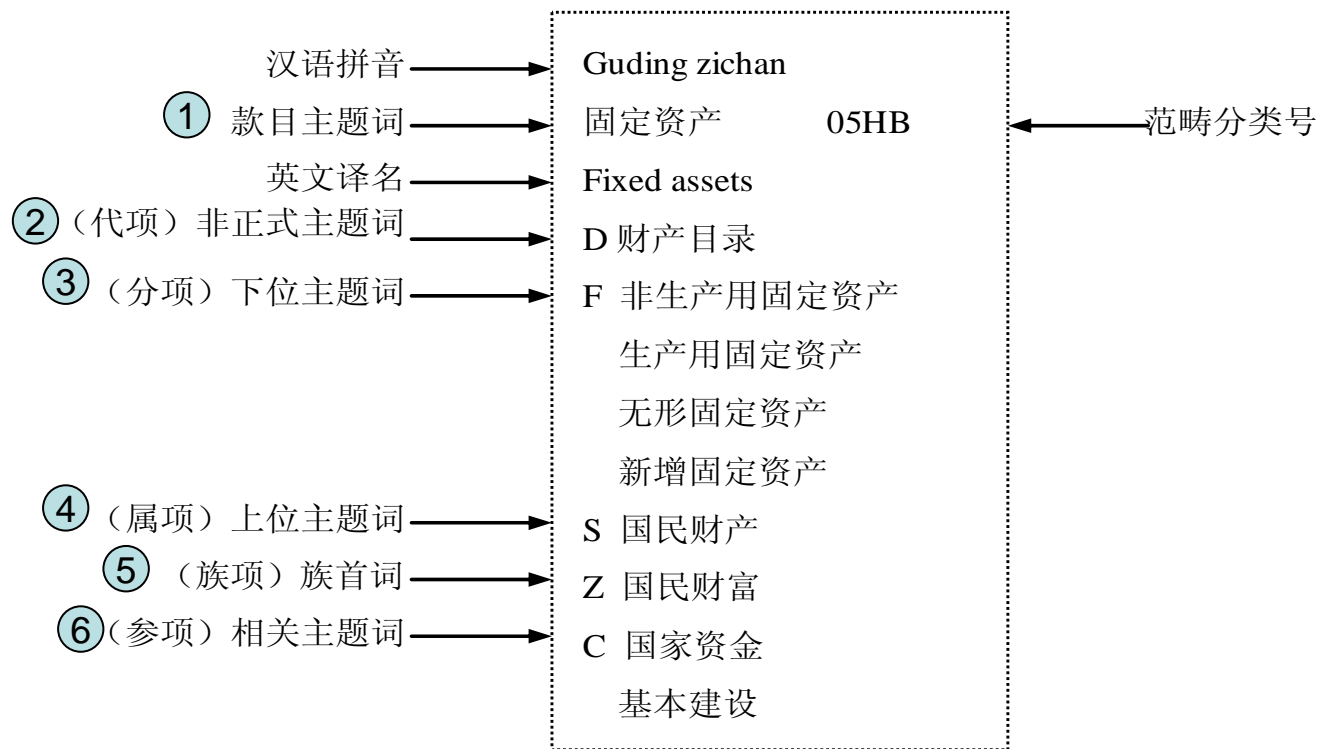 汉语拼音 Guding zichan
① 款目主题词 固定资产 05HB 范畴分类号
英文译名 Fixed assets
②（代项）非正式主题词 D 财产目录
③（分项）下位主题词 F 非生产用固定资产
生产用固定资产
无形固定资产
新增固定资产
④（属项）上位主题词 S 国民财产
⑤（族项）族首词 Z 国民财富
⑥（参项）相关主题词 C 国家资金
基本建设